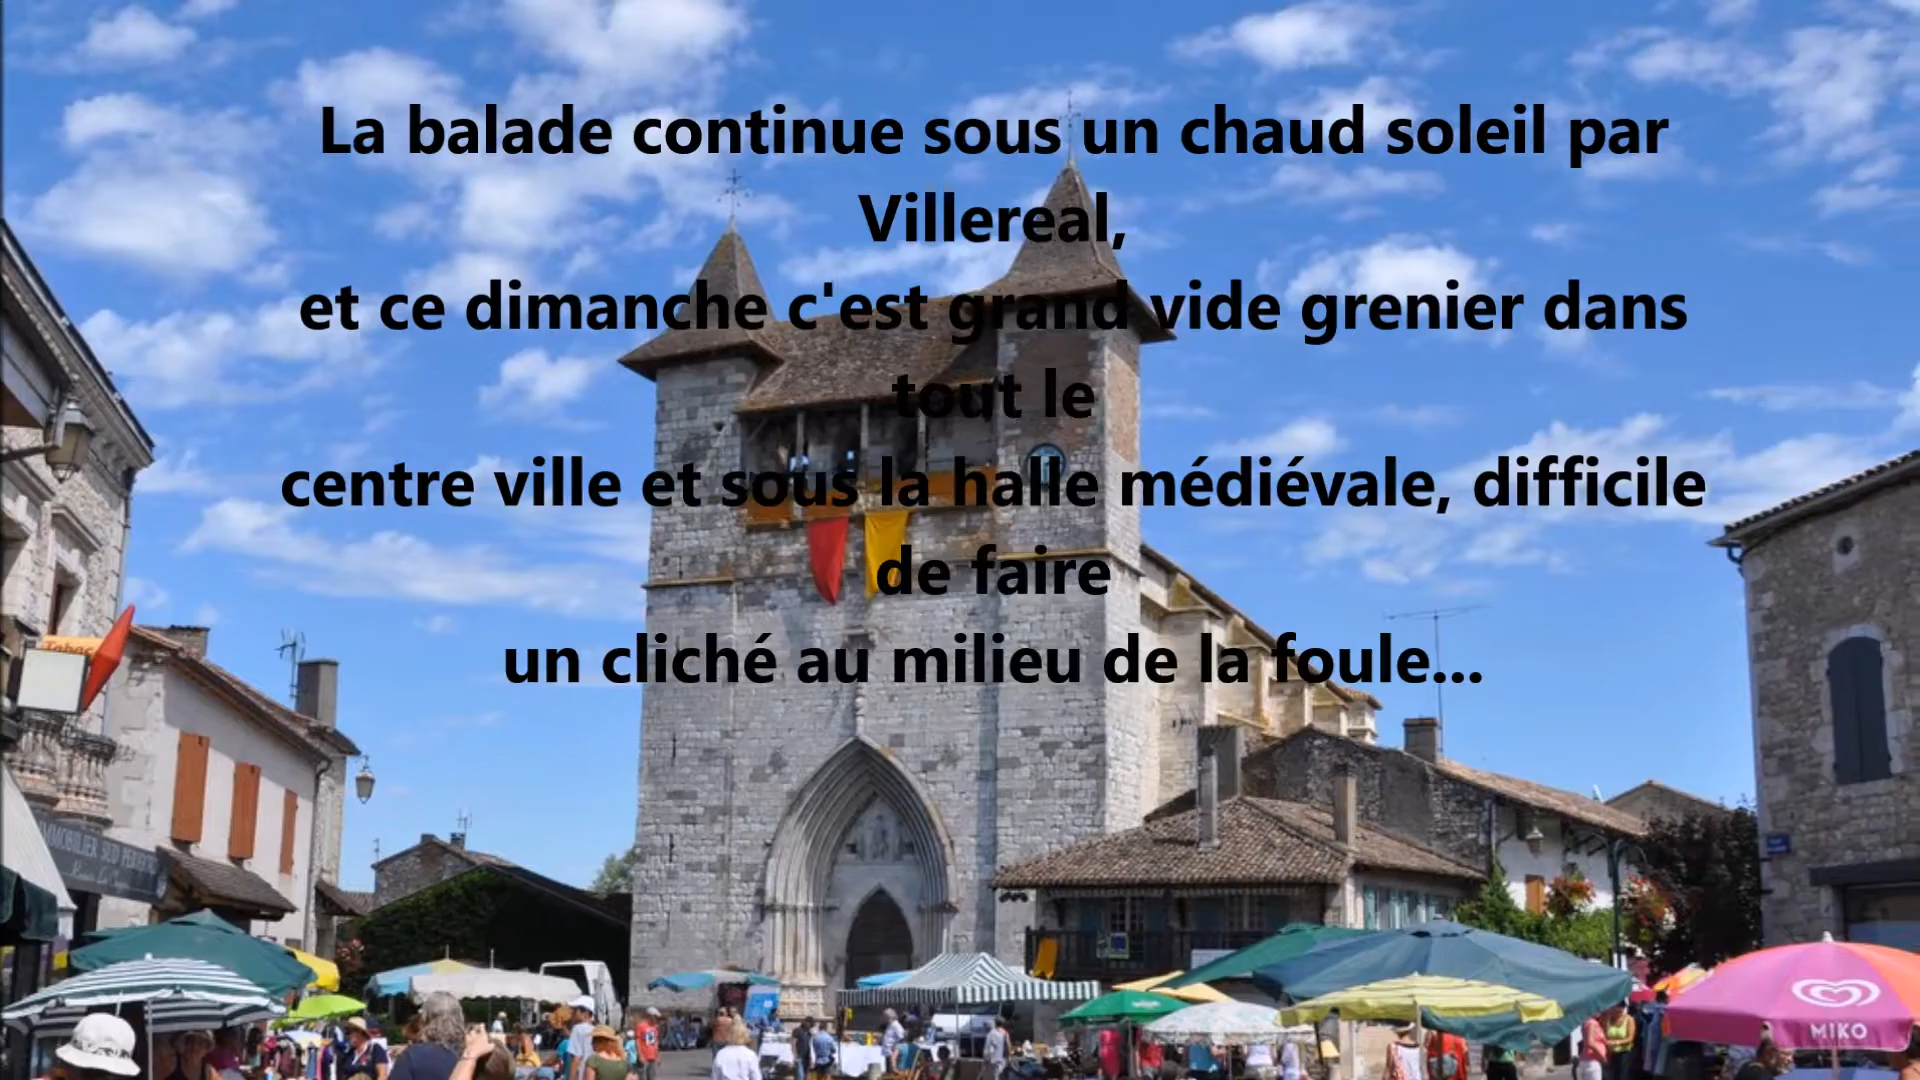 La balade continue sous un chaud soleil par
Villereal,
et ce dimanche c'est grand vide grenier dans
tout le
centre ville et sous la halle médiévale, difficile
de faire
un cliché au milieu de la foule...
Tabac
MIKO